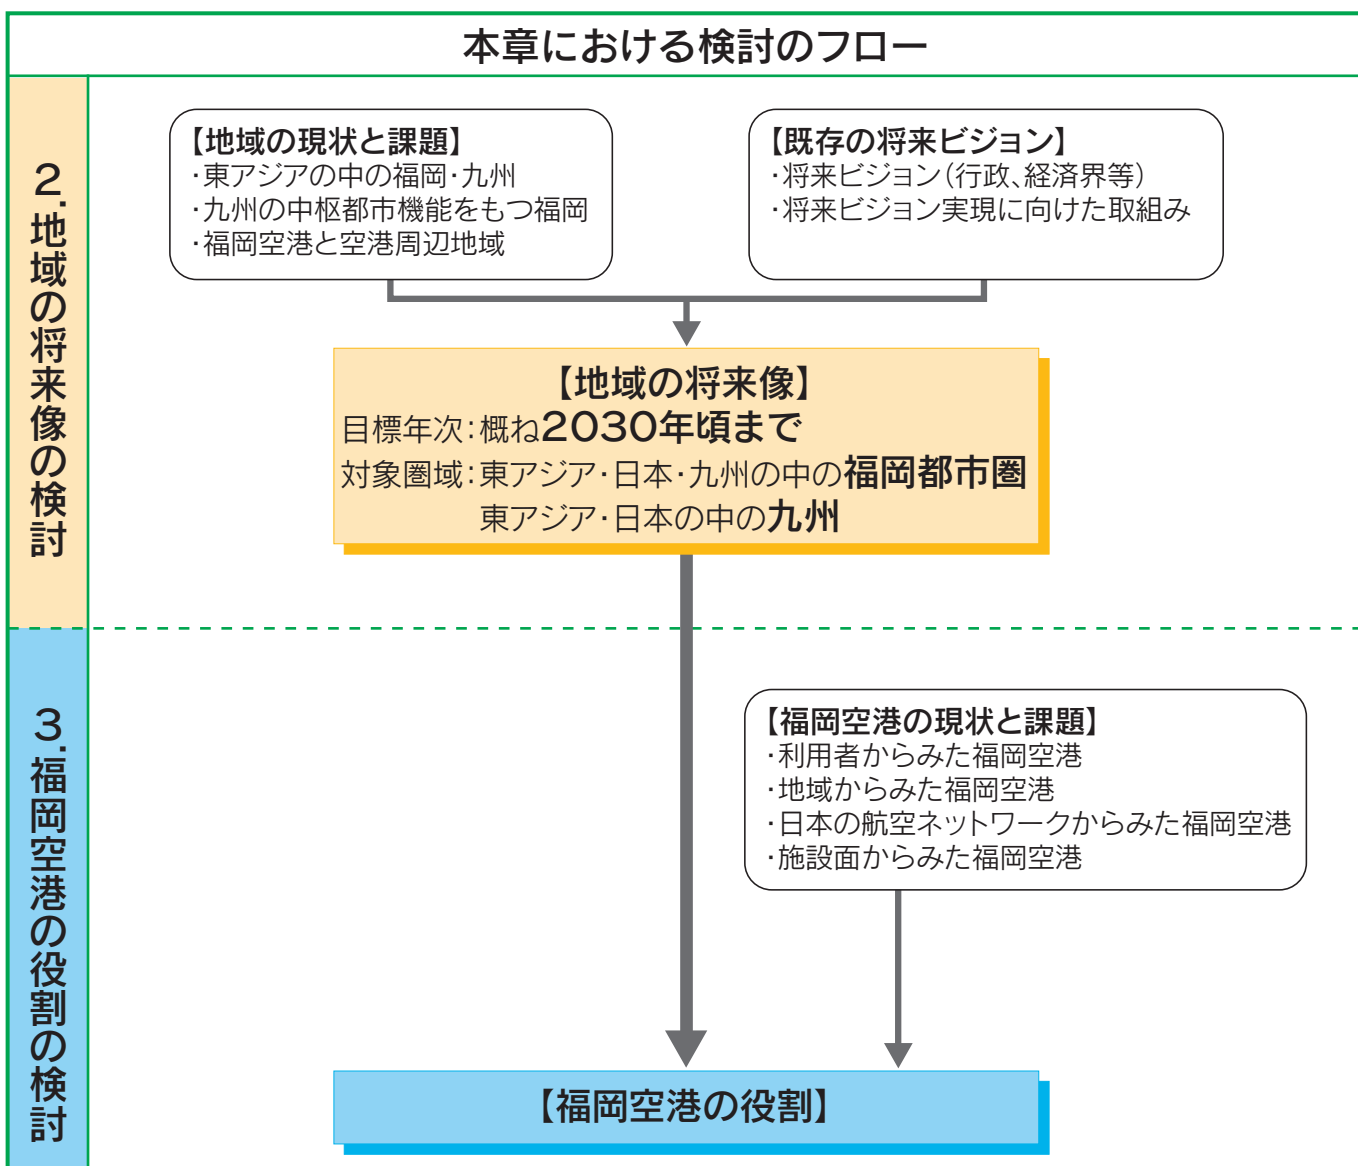 本章における検討のフロー
2.地域の将来像の検討
【地域の現状と課題】
・東アジアの中の福岡・九州
・九州の中枢都市機能をもつ福岡
・福岡空港と空港周辺地域
【既存の将来ビジョン】
・将来ビジョン(行政、経済界等)
・将来ビジョン実現に向けた取組み
【地域の将来像】
目標年次:概ね2030年頃まで
対象圏域:東アジア・日本・九州の中の福岡都市圏
東アジア・日本の中の九州
3.福岡空港の役割の検討
【福岡空港の現状と課題】
・利用者からみた福岡空港
・地域からみた福岡空港
・日本の航空ネットワークからみた福岡空港
・施設面からみた福岡空港
【福岡空港の役割】